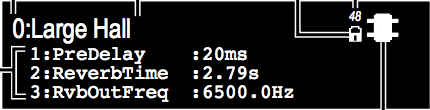 48
0:Large Hall
1:PreDelay    :20ms
2:ReverbTime  :2.79s
3:RvbOutFreq  :6500.0Hz